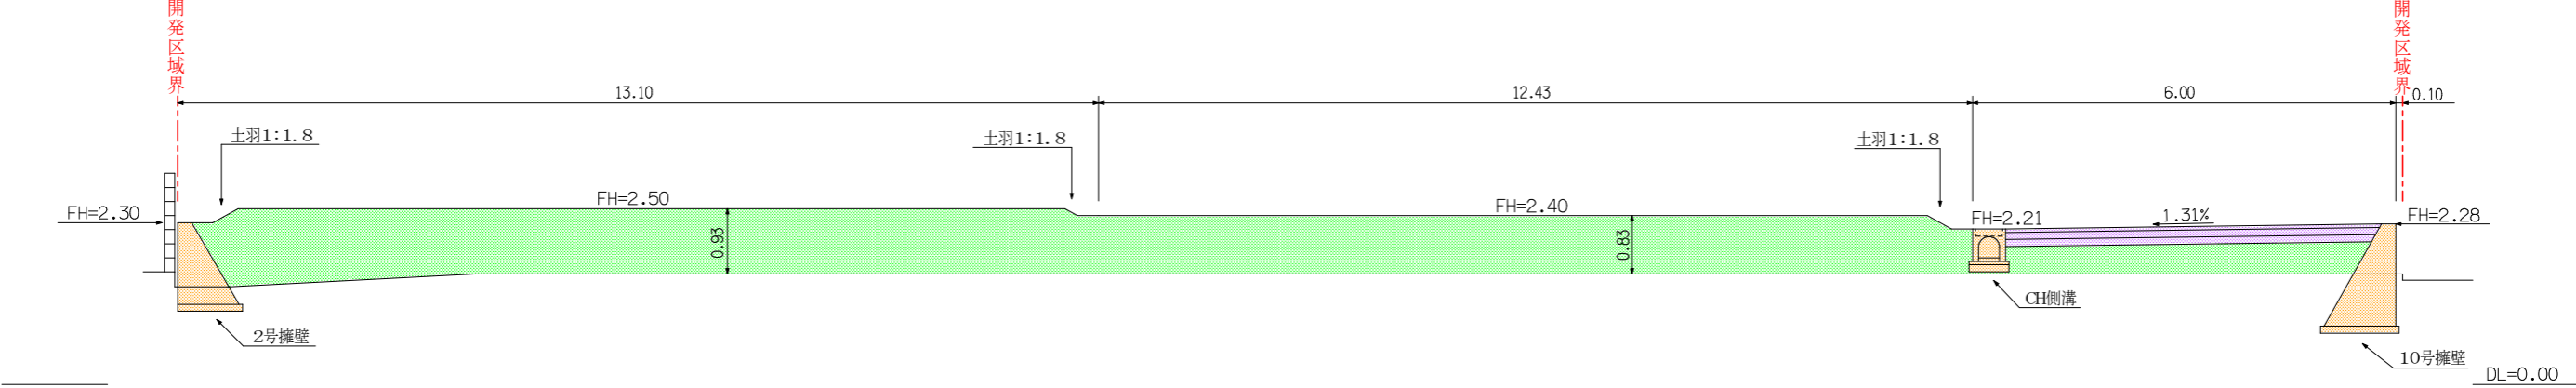 開発区域界
開発区域界
13.10
12.43
6.00
0.10
土羽1:1.8
土羽1:1.8
土羽1:1.8
FH=2.30
FH=2.50
FH=2.40
FH=2.21
1.31%
FH=2.28
0.93
0.83
CH側溝
2号擁壁
10号擁壁
DL=0.00